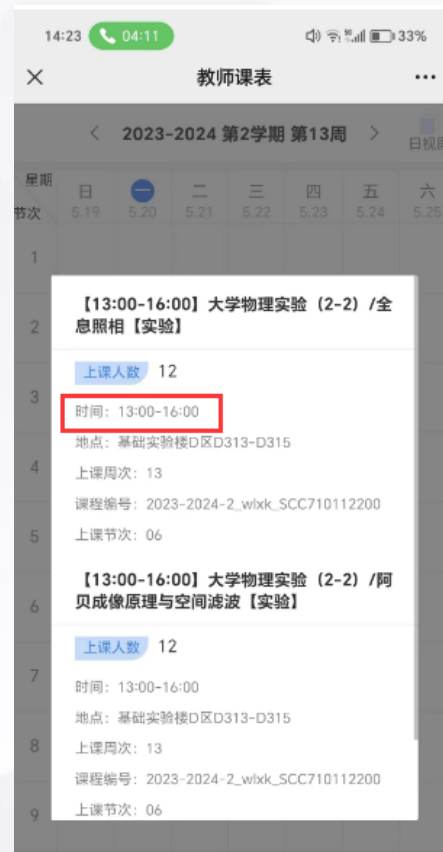 14:23 04:11 33%
教师课表
2023-2024 第2学期 第13周
日视图
星期
日 一 二 三 四 五 六
节次 5.19 5.20 5.21 5.22 5.23 5.24 5.25
1
【13:00-16:00】大学物理实验（2-2）/全
2
息照相【实验】
上课人数 12
3
时间：13:00-16:00
地点：基础实验楼D区D313-D315
4
上课周次：13
课程编号：2023-2024-2_wlxk_SCC710112200
5
上课节次：06
【13:00-16:00】大学物理实验（2-2）/阿
6
贝成像原理与空间滤波【实验】
上课人数 12
7
时间：13:00-16:00
地点：基础实验楼D区D313-D315
8
上课周次：13
课程编号：2023-2024-2_wlxk_SCC710112200
9
上课节次：06